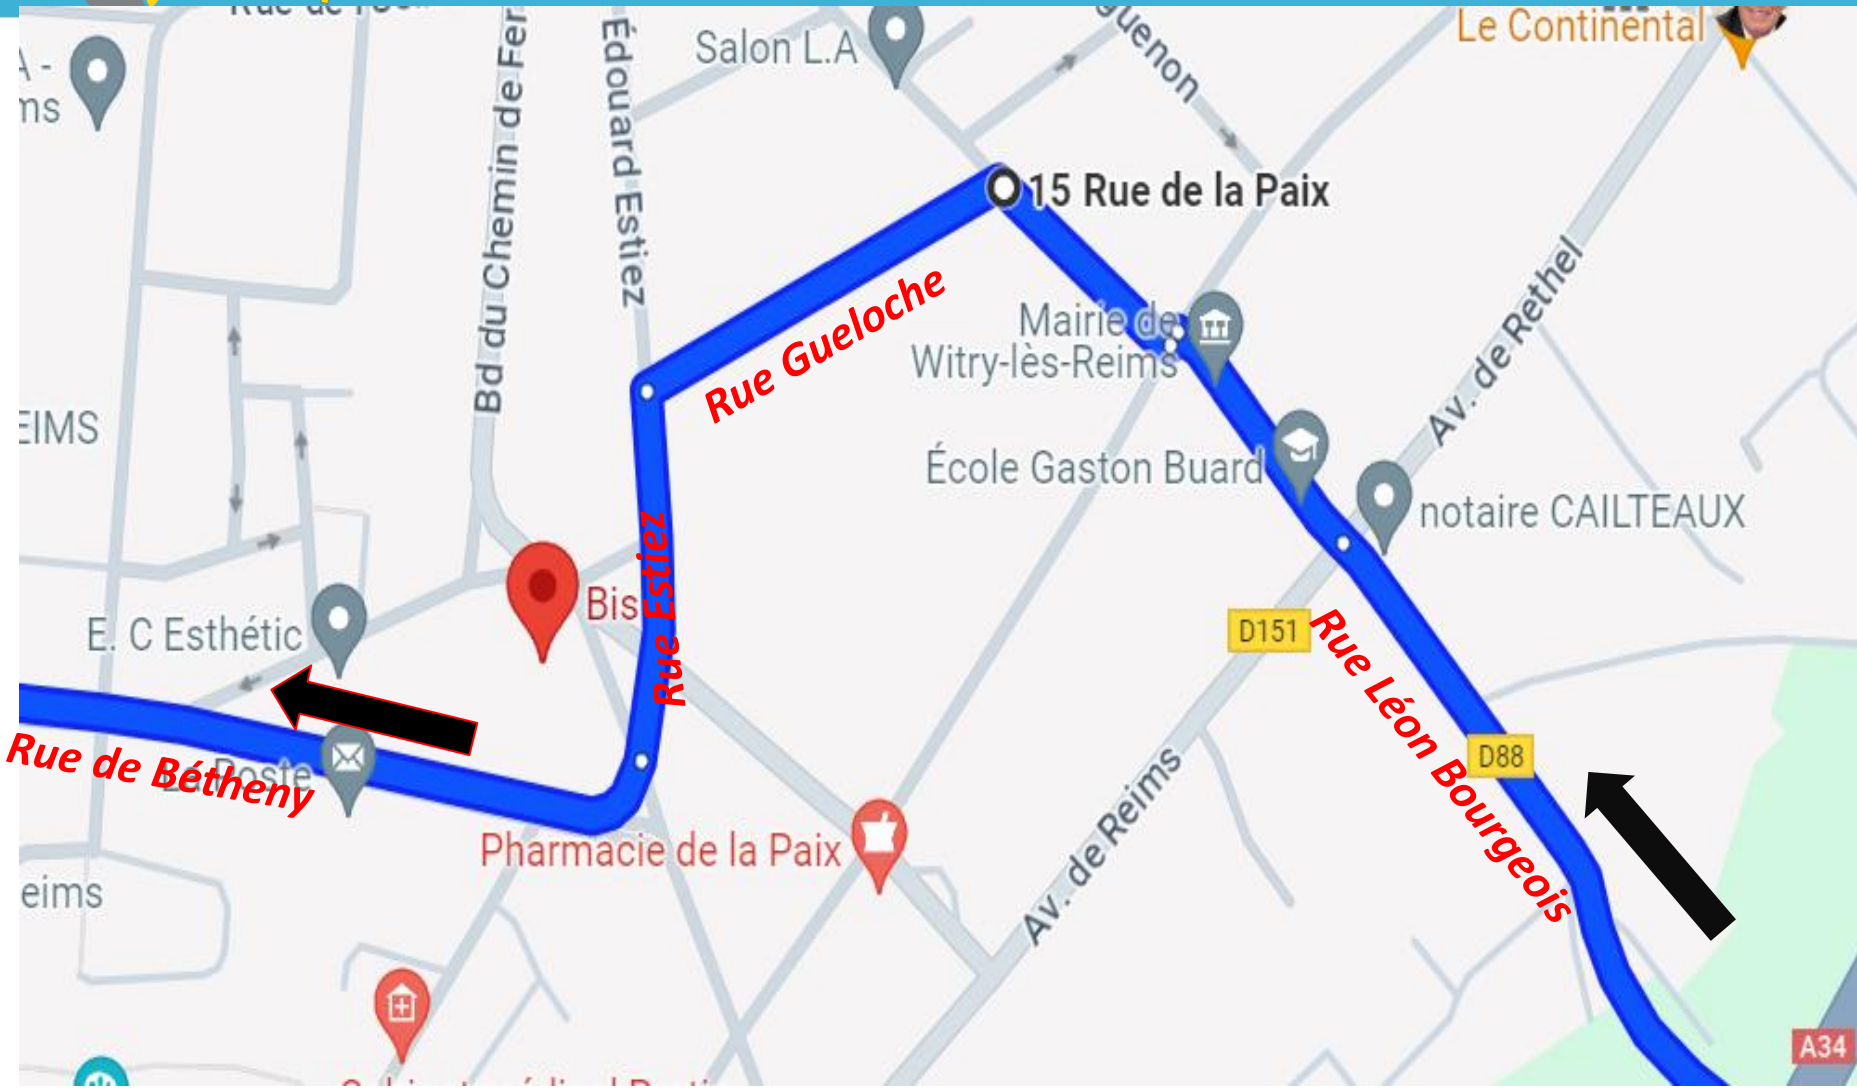 Le Continental
Salon L.A
Bd du Chemin de Fer
Édouard Estiez
15 Rue de la Paix
Rue Gueloche
Mairie de
Witry-lès-Reims
Av. de Rethel
EIMS
École Gaston Buard
notaire CAILTEAUX
Bis
Rue Estiez
E. C Esthétic
D151
Rue Léon Bourgeois
D88
Rue de Bétheny
La Poste
Pharmacie de la Paix
Av. de Reims
eims
A34